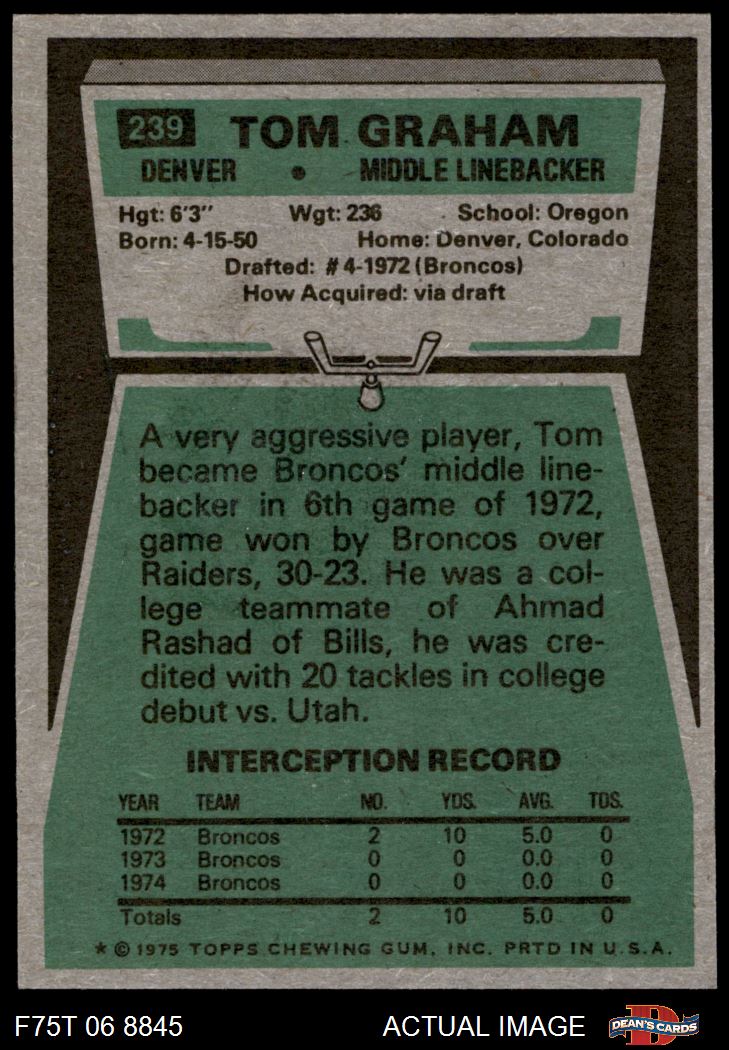 239 TOM GRAHAM
DENVER • MIDDLE LINEBACKER
Hgt: 6'3" Wgt: 236 School: Oregon
Born: 4-15-50 Home: Denver, Colorado
Drafted: #4-1972 (Broncos)
How Acquired: via draft
A very aggressive player, Tom
became Broncos' middle line-
backer in 6th game of 1972,
game won by Broncos over
Raiders, 30-23. He was a col-
lege teammate of Ahmad
Rashad of Bills, he was cre-
dited with 20 tackles in college
debut vs. Utah.
INTERCEPTION RECORD
YEAR TEAM NO. YDS. AVG. TDS.
1972 Broncos 2 10 5.0 0
1973 Broncos 0 0 0.0 0
1974 Broncos 0 0 0.0 0
Totals 2 10 5.0 0
* © 1975 TOPPS CHEWING GUM, INC. PRTD IN U.S.A.
F75T 06 8845 ACTUAL IMAGE D DEAN'S CARDS